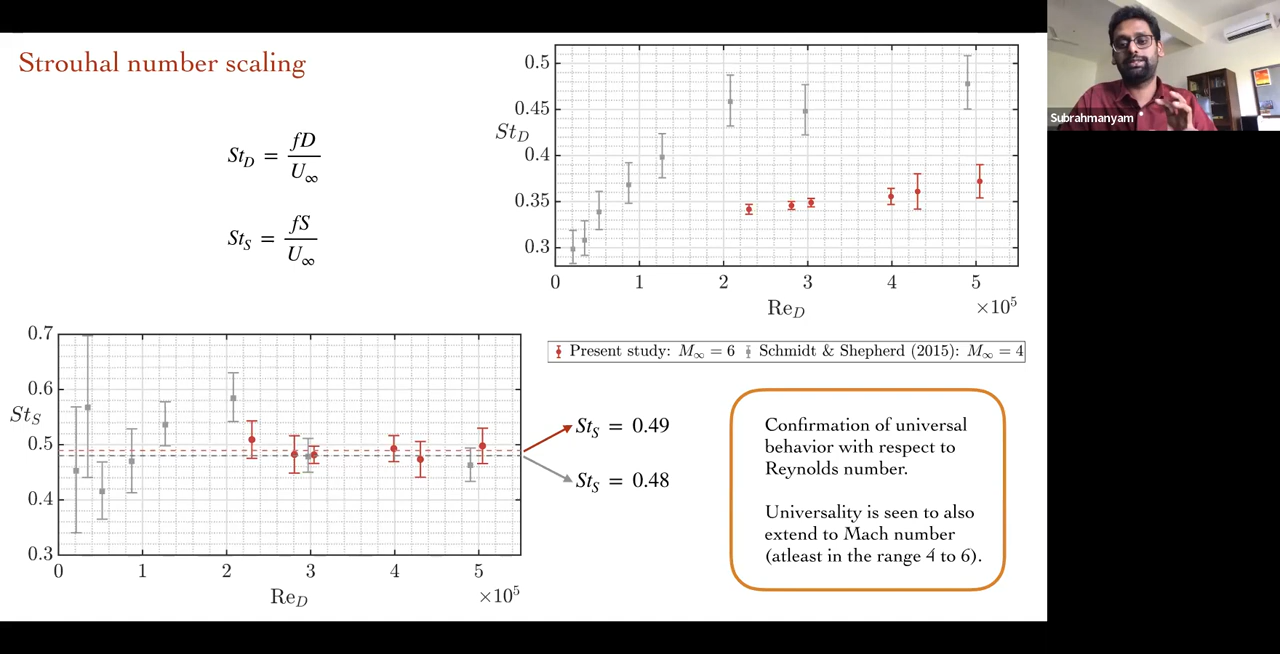 Strouhal number scaling
St_D = fD / U_∞
St_S = fS / U_∞
0.5
0.45
St_D
0.4
0.35
0.3
0 1 2 3 4 5
Re_D ×10^5
Present study: M_∞ = 6 Schmidt & Shepherd (2015): M_∞ = 4
0.7
0.6
St_S
0.5
0.4
0.3
0 1 2 3 4 5
Re_D ×10^5
St_S = 0.49
St_S = 0.48
Confirmation of universal
behavior with respect to
Reynolds number.
Universality is seen to also
extend to Mach number
(atleast in the range 4 to 6).
Subrahmanyam